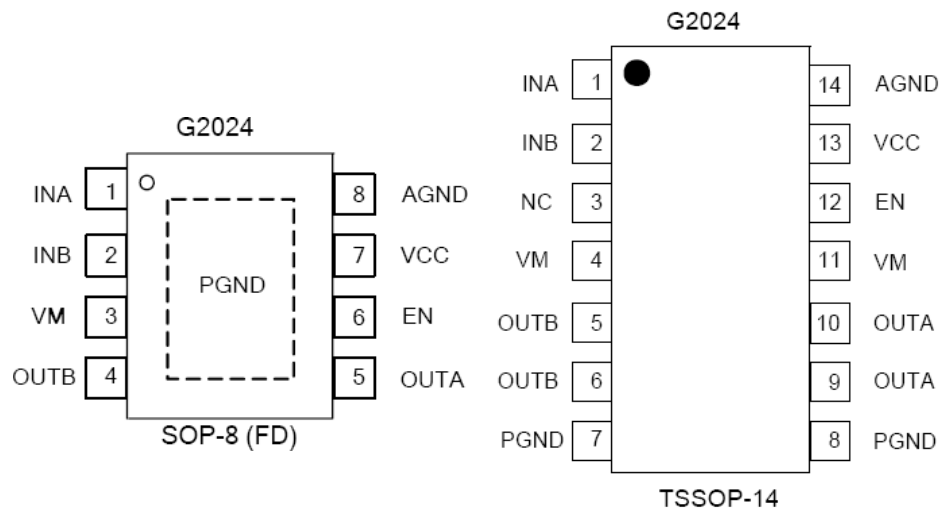 G2024
INA 1
8 AGND
INB 2
7 VCC
PGND
VM 3
6 EN
OUTB 4
5 OUTA
SOP-8 (FD)
G2024
INA 1
14 AGND
INB 2
13 VCC
NC 3
12 EN
VM 4
11 VM
OUTB 5
10 OUTA
OUTB 6
9 OUTA
PGND 7
8 PGND
TSSOP-14